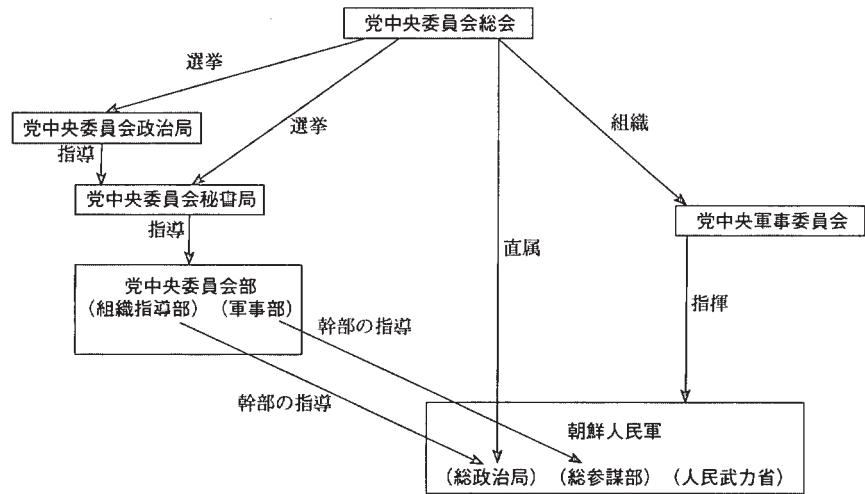 党中央委員会総会
選挙
選挙
組織
党中央委員会政治局
指導
党中央委員会秘書局
指導
党中央軍事委員会
直属
党中央委員会部
（組織指導部）（軍事部）
幹部の指導
指揮
幹部の指導
朝鮮人民軍
（総政治局）（総参謀部）（人民武力省）